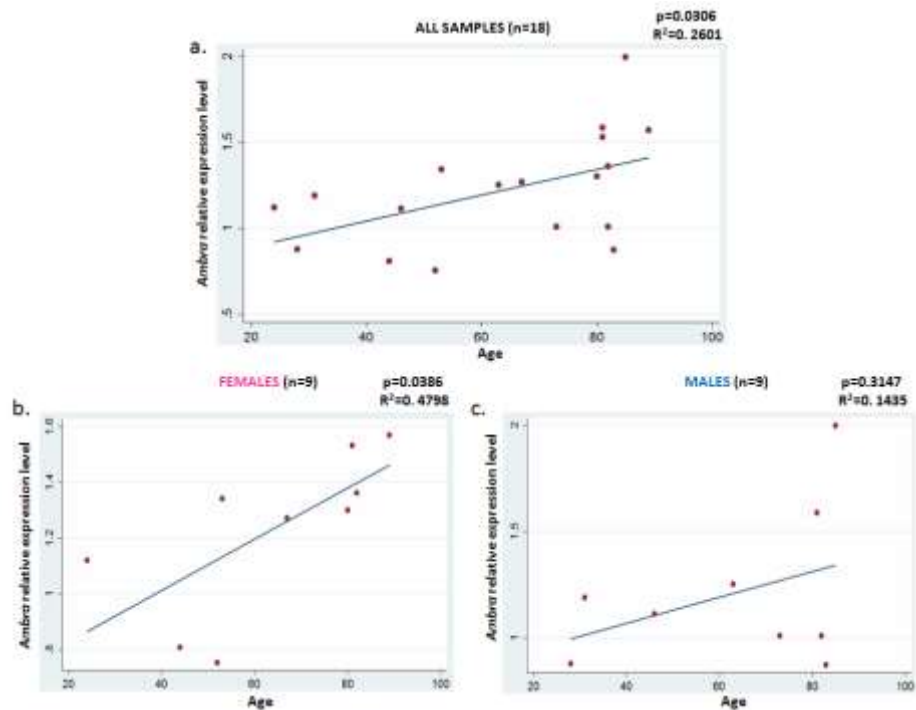 ALL SAMPLES (n=18)
p=0.0306
R²=0. 2601
a.
Ambra relative expression level
2
1.5
1
.5
20 40 60 80 100
Age
FEMALES (n=9)
p=0.0386
R²=0. 4798
b.
Ambra relative expression level
1.6
1.4
1.2
1
.8
20 40 60 80 100
Age
MALES (n=9)
p=0.3147
R²=0.1435
c.
Ambra relative expression level
2
1.5
1
20 40 60 80 100
Age